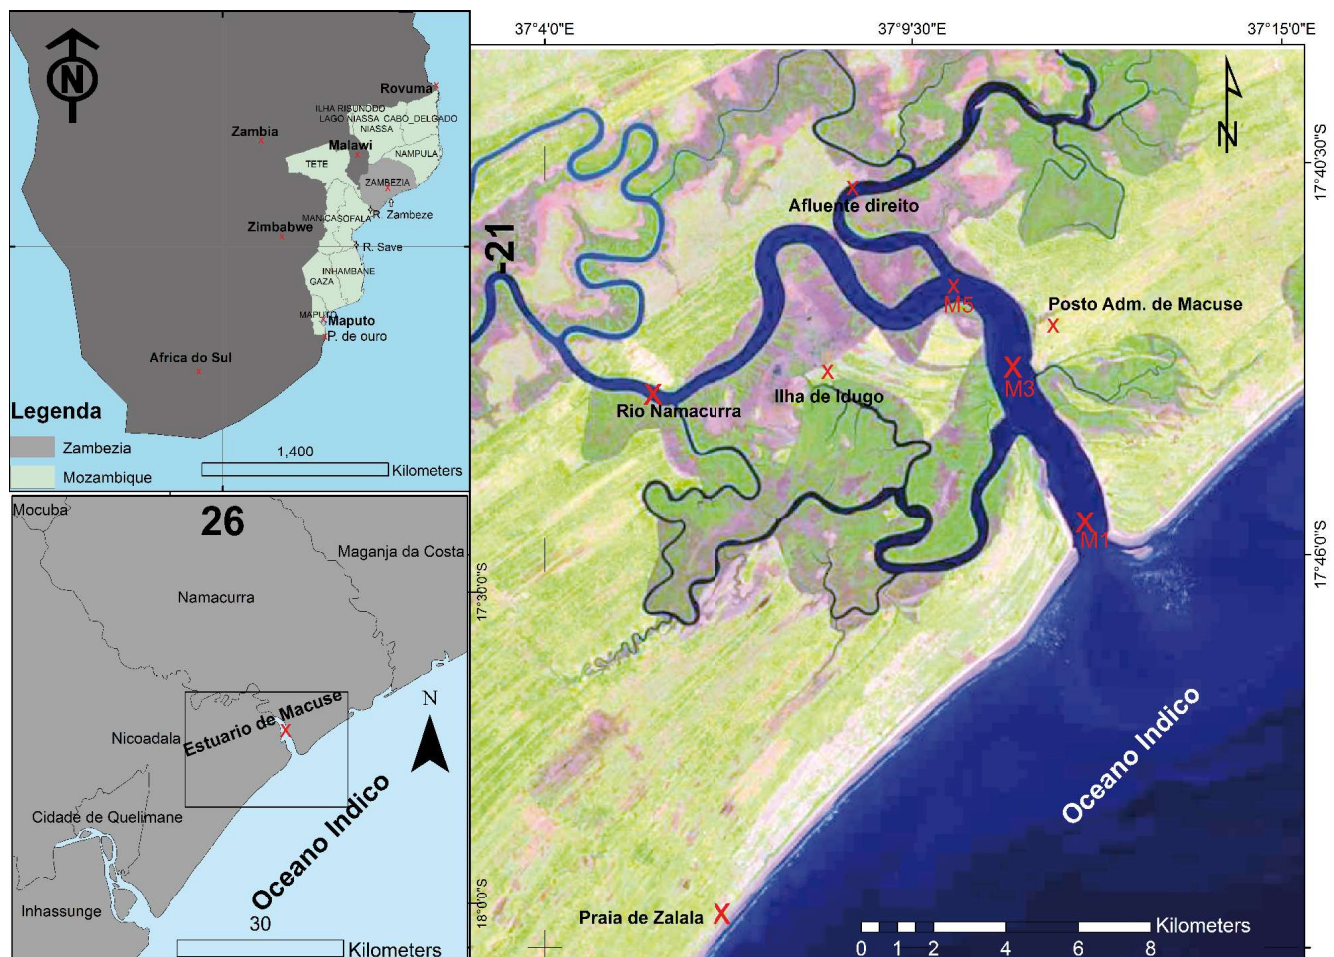 N
Rovuma
ILHA RISUNODO
LAGO NIASSA
CABO_DELGADO
NIASSA
Zambia
Malawi
NAMPULA
TETE
ZAMBEZIA
R. Zambeze
MAN-CASOFALA
Zimbabwe
R. Save
INHAMBANE
GAZA
MAPUTO
Maputo
P. de ouro
Africa do Sul
Legenda
Zambezia
Mozambique
1,400
Kilometers
Mocuba
26
Maganja da Costa
Namacurra
Estuario de Macuse
N
Nicoadala
Cidade de Quelimane
Oceano Indico
Inhassunge
30
Kilometers
37°4'0"E
37°9'30"E
37°15'0"E
N
17°40'30"S
-21
Afluente direito
M5
Posto Adm. de Macuse
M3
Ilha de Idugo
Rio Namacurra
M1
17°46'0"S
17°30'0"S
Oceano Indico
18°0'0"S
Praia de Zalala
Kilometers
0 1 2 4 6 8